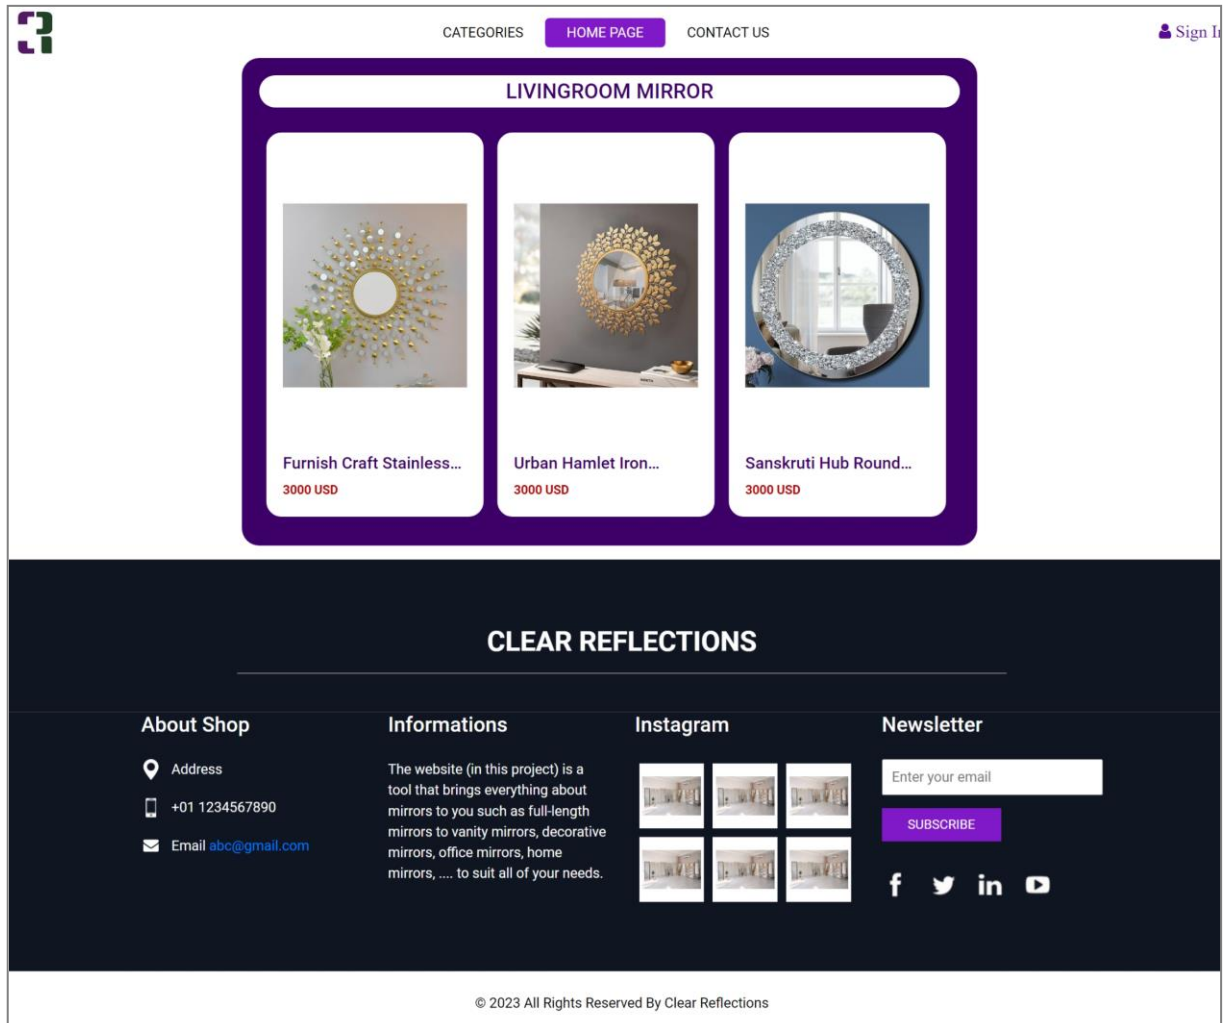 CATEGORIES
HOME PAGE
CONTACT US
Sign
LIVINGROOM MIRROR
Furnish Craft Stainless...
3000 USD
Urban Hamlet Iron...
3000 USD
Sanskruti Hub Round...
3000 USD
CLEAR REFLECTIONS
About Shop
Address
+01 1234567890
Email abc@gmail.com
Informations
The website (in this project) is a
tool that brings everything about
mirrors to you such as full-length
mirrors to vanity mirrors, decorative
mirrors, office mirrors, home
mirrors, .... to suit all of your needs.
Instagram
Newsletter
Enter your email
SUBSCRIBE
© 2023 All Rights Reserved By Clear Reflections